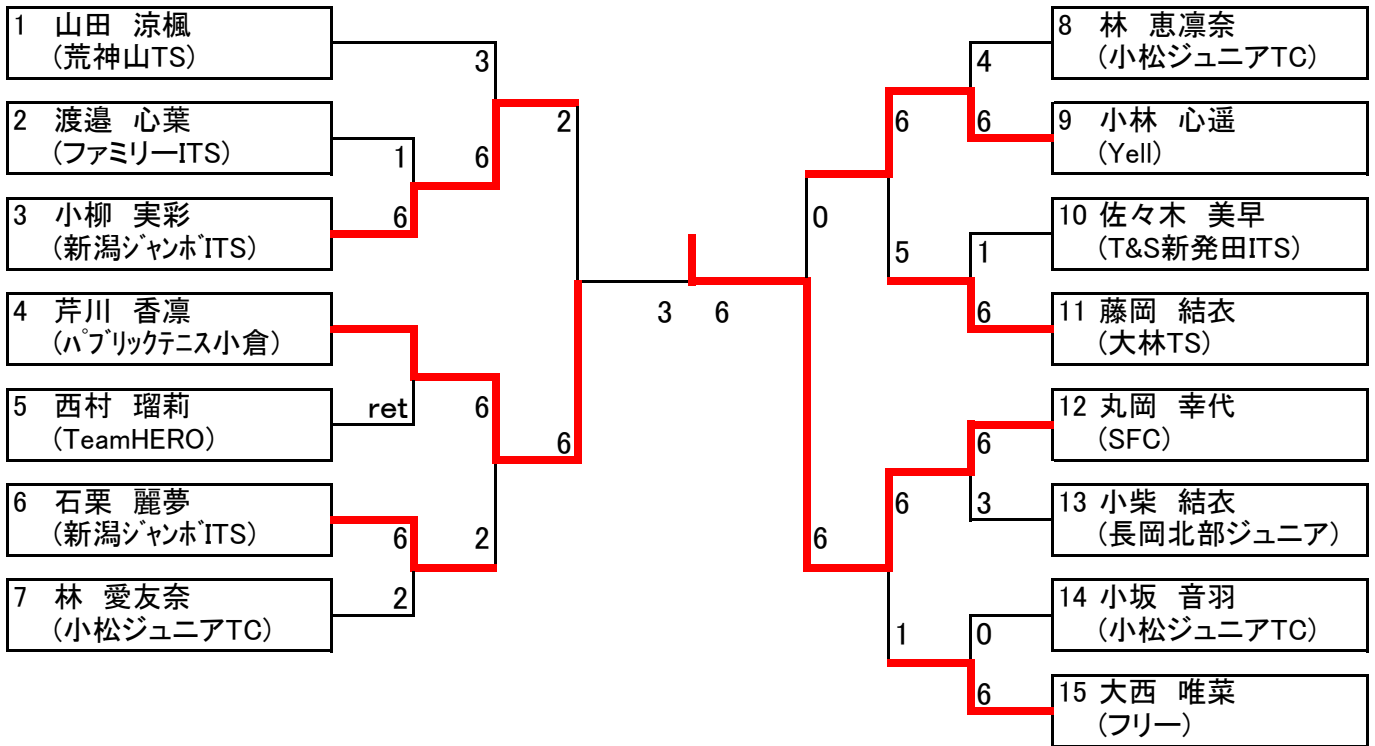 1 山田 涼楓
(荒神山TS)
3
2 渡邉 心葉
(ファミリーITS)
1
6
2
3 小柳 実彩
(新潟ｼﾞｬﾝﾎﾞITS)
6
4 芹川 香凛
(ﾊﾟﾌﾞﾘｯｸﾃﾆｽ小倉)
5 西村 瑠莉
(TeamHERO)
ret
6
6
6 石栗 麗夢
(新潟ｼﾞｬﾝﾎﾞITS)
6
2
7 林 愛友奈
(小松ジュニアTC)
2
3 6
8 林 恵凛奈
(小松ジュニアTC)
4
9 小林 心遥
(Yell)
6
6
0
10 佐々木 美早
(T&S新発田ITS)
1
5
11 藤岡 結衣
(大林TS)
6
12 丸岡 幸代
(SFC)
6
13 小柴 結衣
(長岡北部ジュニア)
3
6
6
14 小坂 音羽
(小松ジュニアTC)
0
1
15 大西 唯菜
(フリー)
6